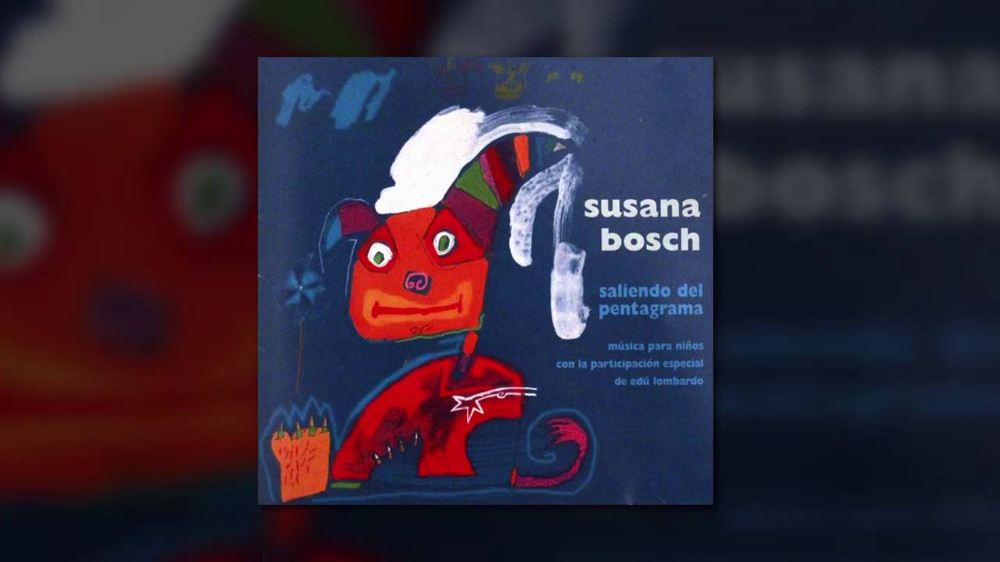 susana
bosch
saliendo del
pentagrama
música para niños
con la participación especial
de edú lombardo